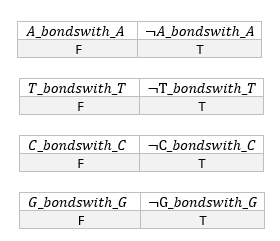 A_bondswith_A ¬A_bondswith_A
F T
T_bondswith_T ¬T_bondswith_T
F T
C_bondswith_C ¬C_bondswith_C
F T
G_bondswith_G ¬G_bondswith_G
F T